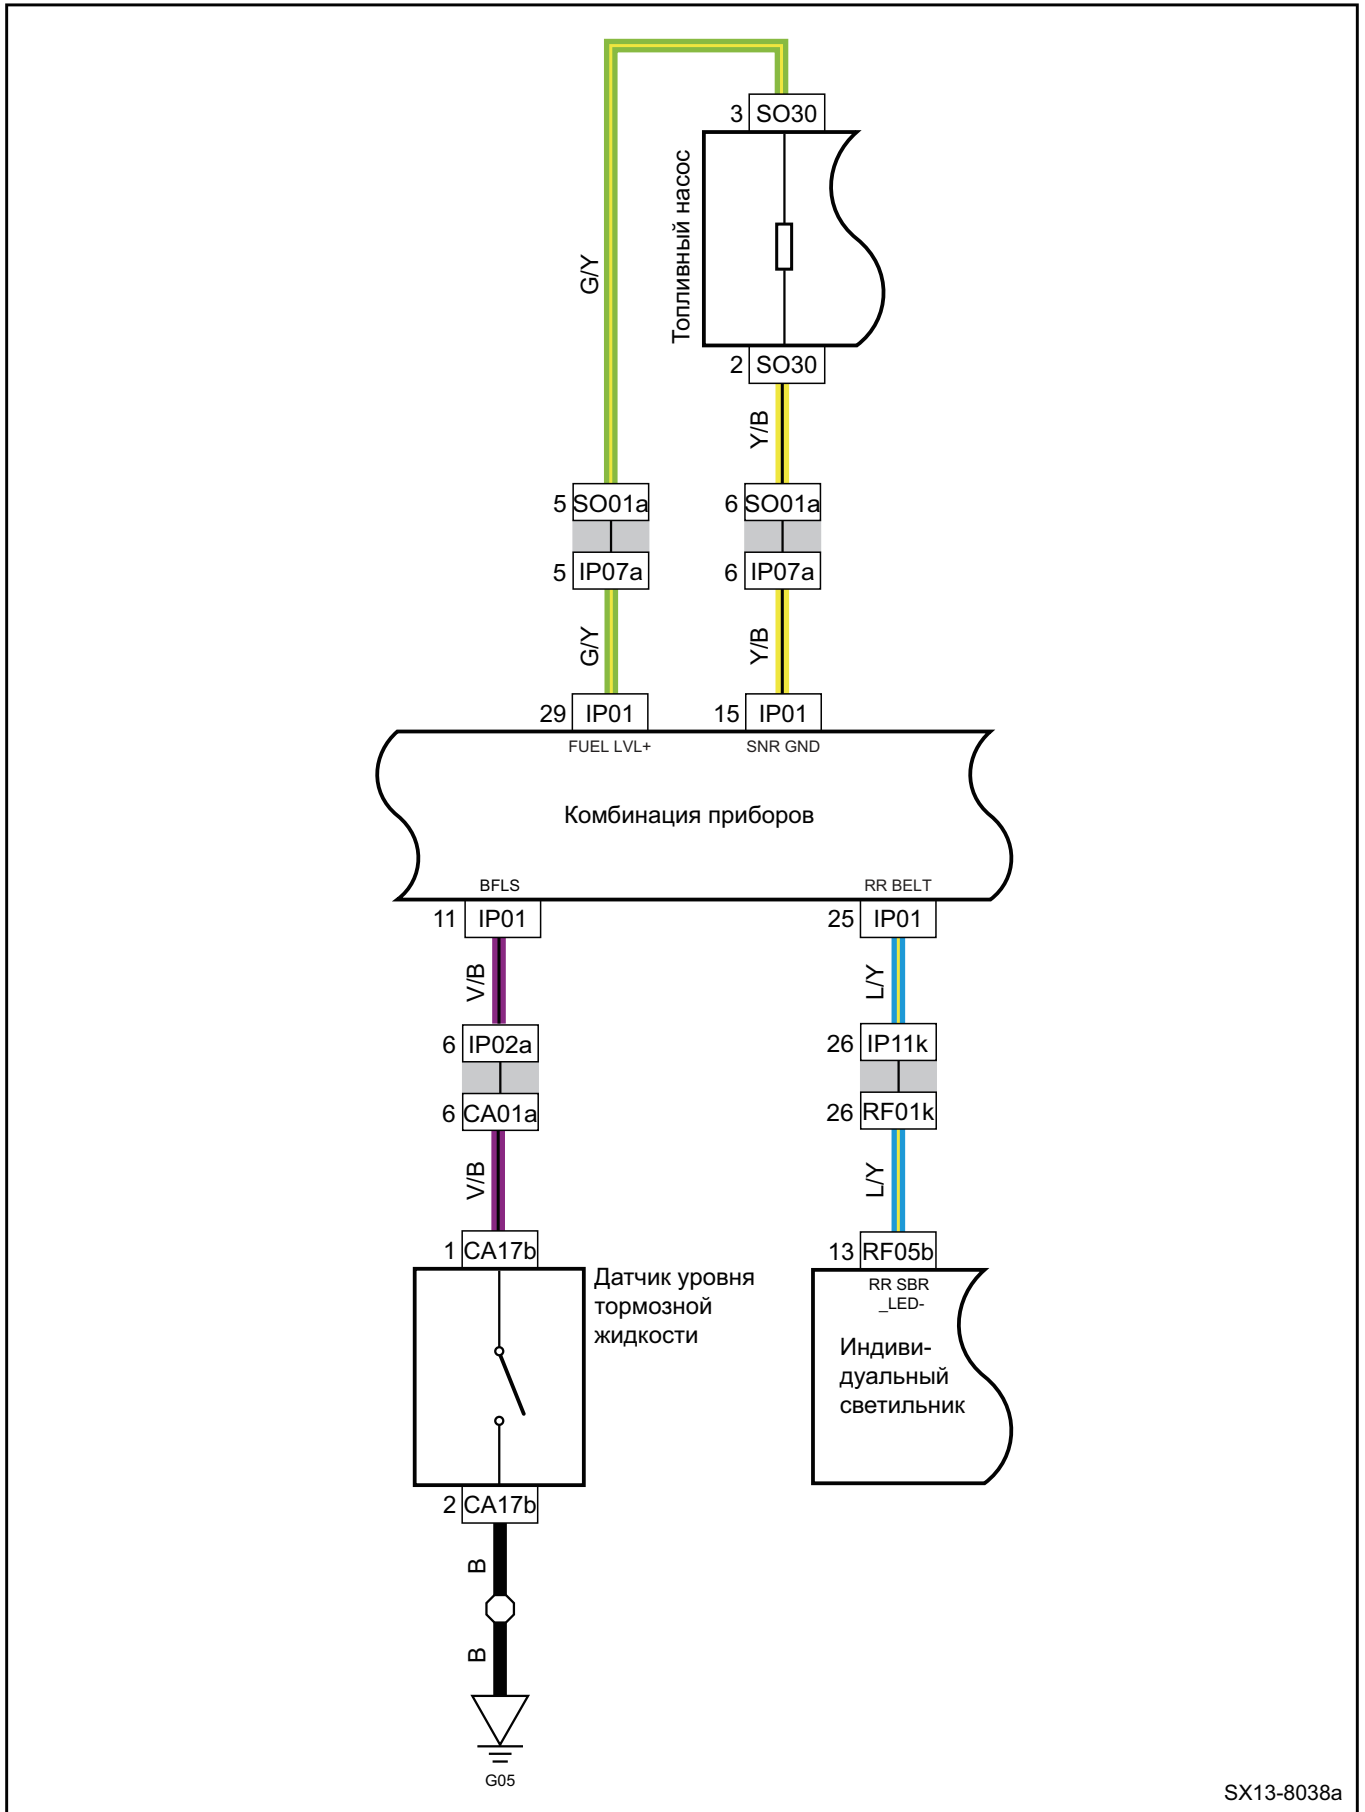 3 SO30
Топливный насос
G/Y
2 SO30
Y/B
5 SO01a
6 SO01a
5 IP07a
6 IP07a
G/Y
Y/B
29 IP01
15 IP01
FUEL LVL+
SNR GND
Комбинация приборов
BFLS
RR BELT
11 IP01
25 IP01
V/B
L/Y
6 IP02a
26 IP11k
6 CA01a
26 RF01k
V/B
L/Y
1 CA17b
13 RF05b
Датчик уровня
тормозной
жидкости
RR SBR
_LED-
Индиви-
дуальный
светильник
2 CA17b
B
B
G05
SX13-8038a